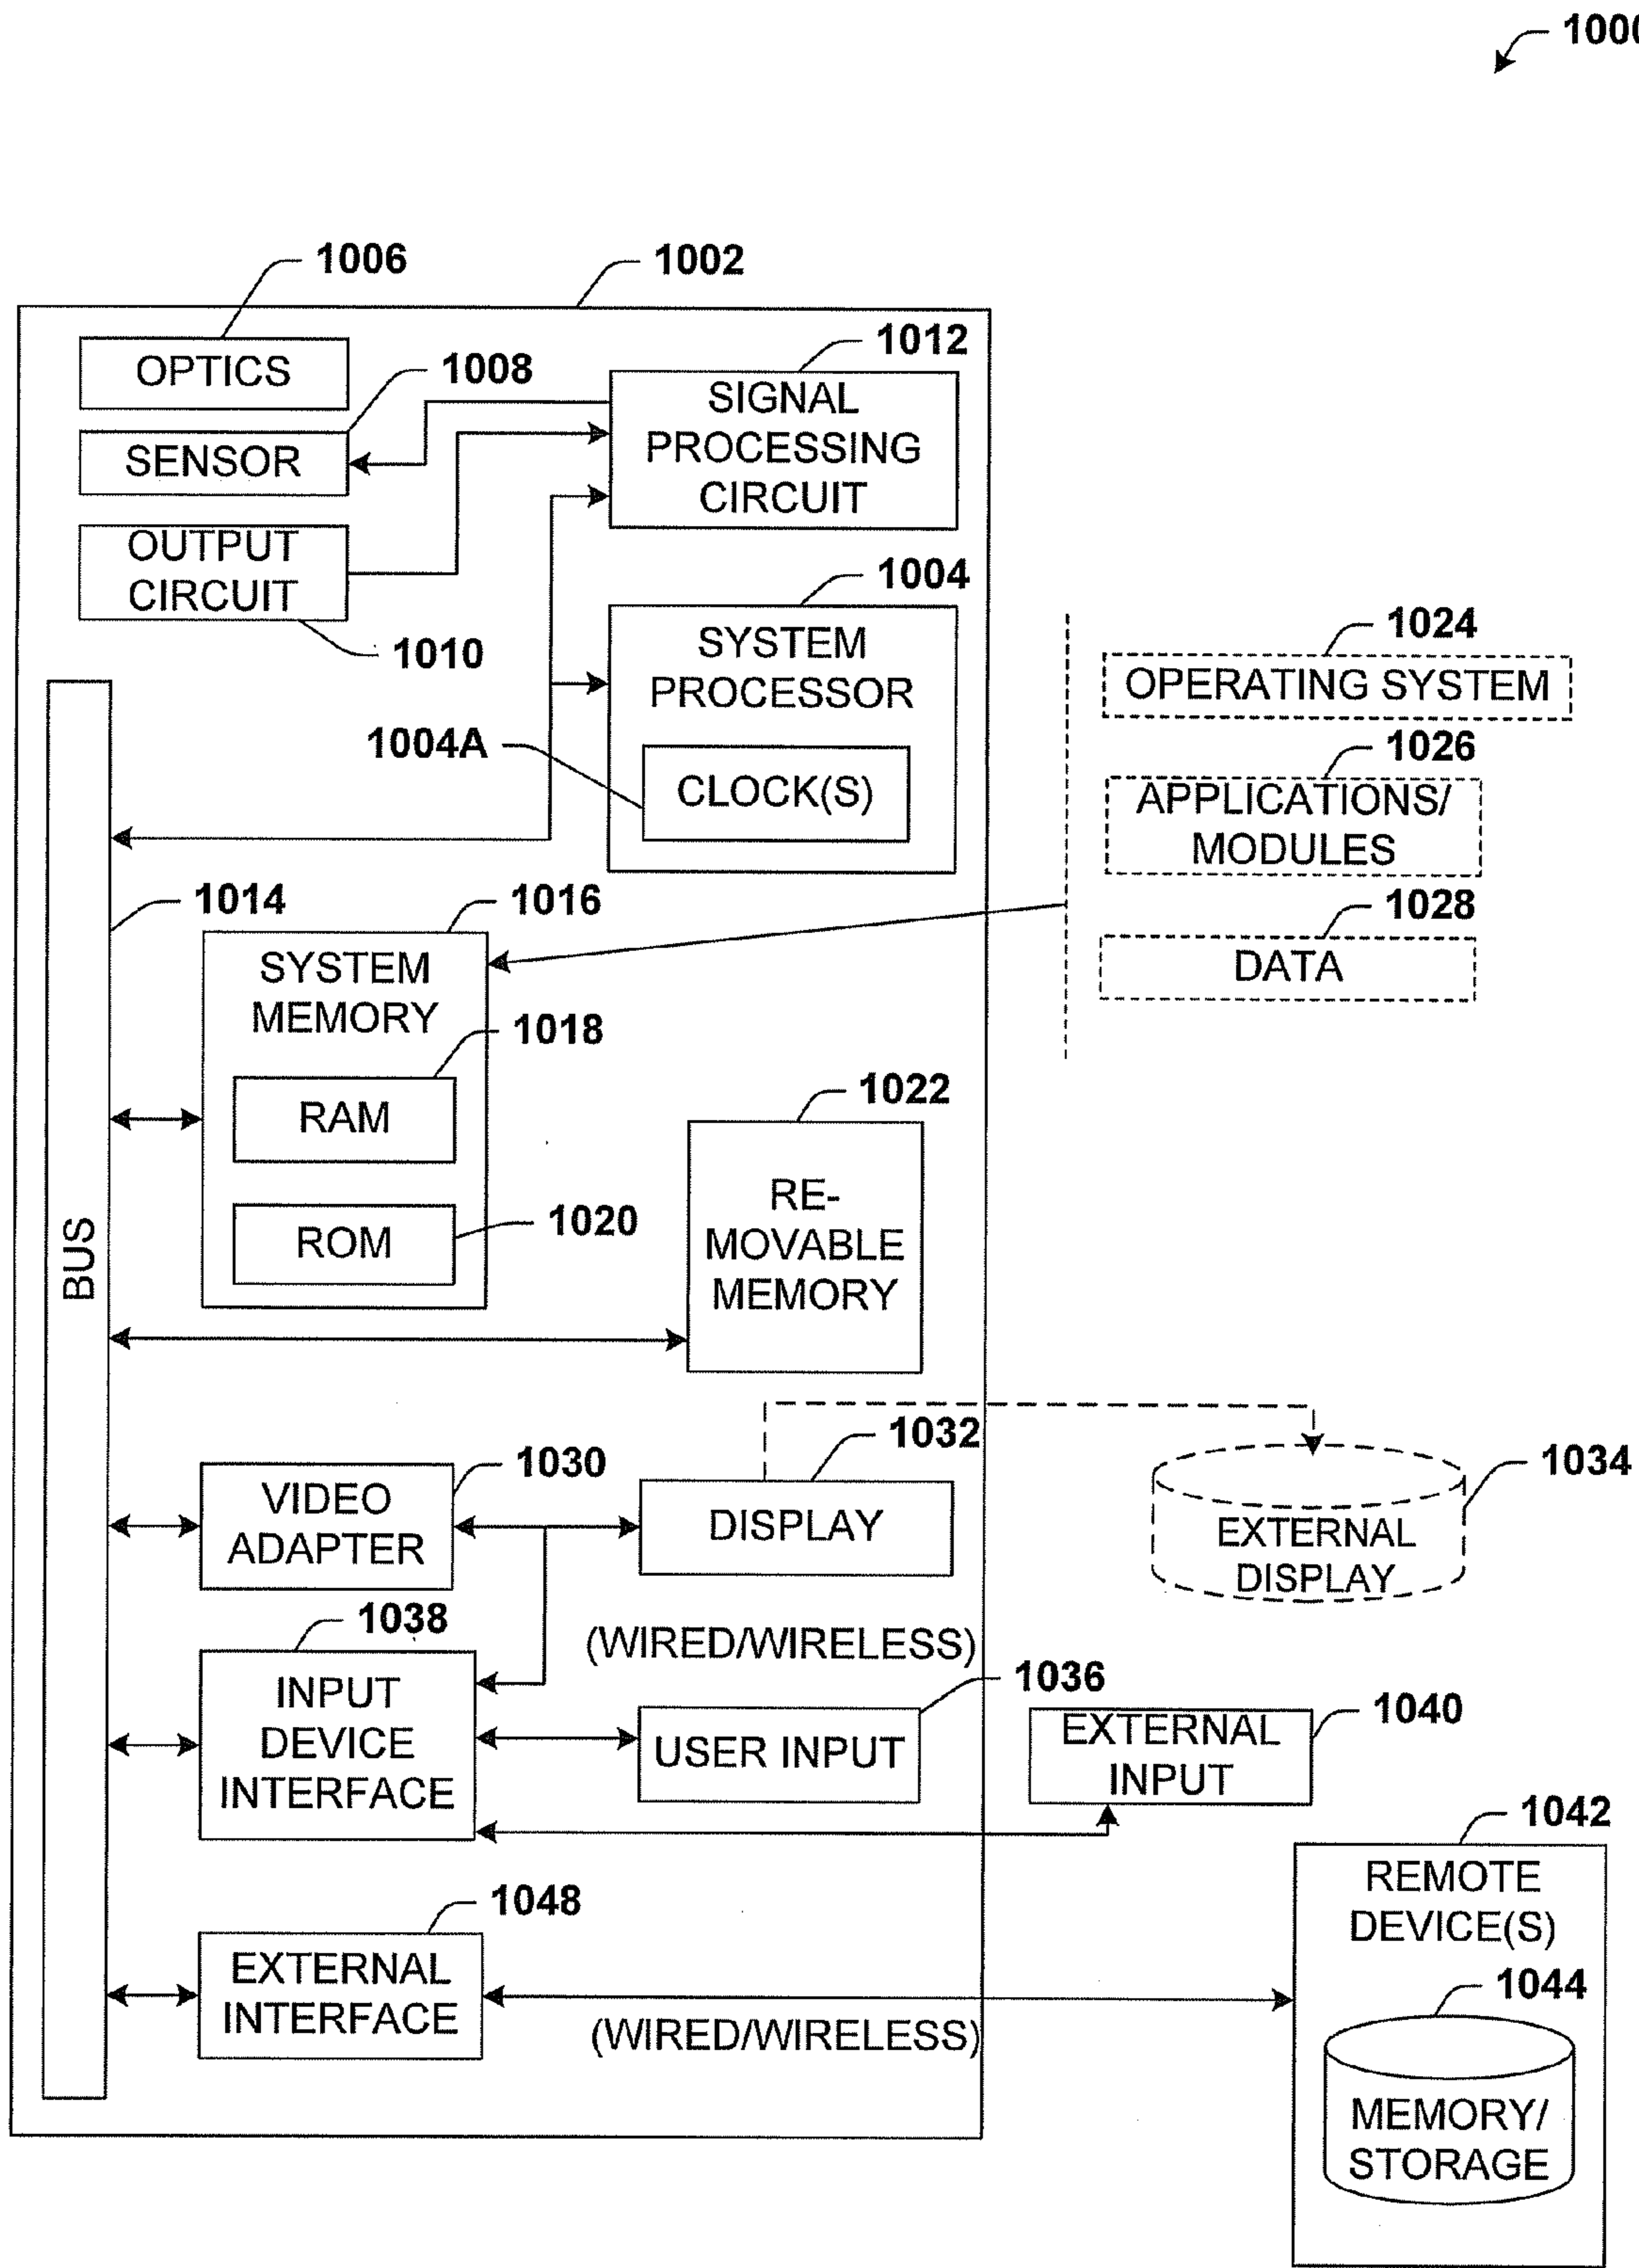 1000
1006
1002
OPTICS
1008
1012
SENSOR
SIGNAL
PROCESSING
CIRCUIT
OUTPUT
CIRCUIT
1010
1004
SYSTEM
PROCESSOR
1004A
CLOCK(S)
1024
OPERATING SYSTEM
1026
APPLICATIONS/
MODULES
1028
DATA
1014
BUS
1016
SYSTEM
MEMORY
1018
RAM
1020
ROM
1022
RE-
MOVABLE
MEMORY
1030
VIDEO
ADAPTER
1032
DISPLAY
1034
EXTERNAL
DISPLAY
1038
INPUT
DEVICE
INTERFACE
(WIRED/WIRELESS)
1036
USER INPUT
1040
EXTERNAL
INPUT
1042
REMOTE
DEVICE(S)
1044
MEMORY/
STORAGE
1048
EXTERNAL
INTERFACE
(WIRED/WIRELESS)